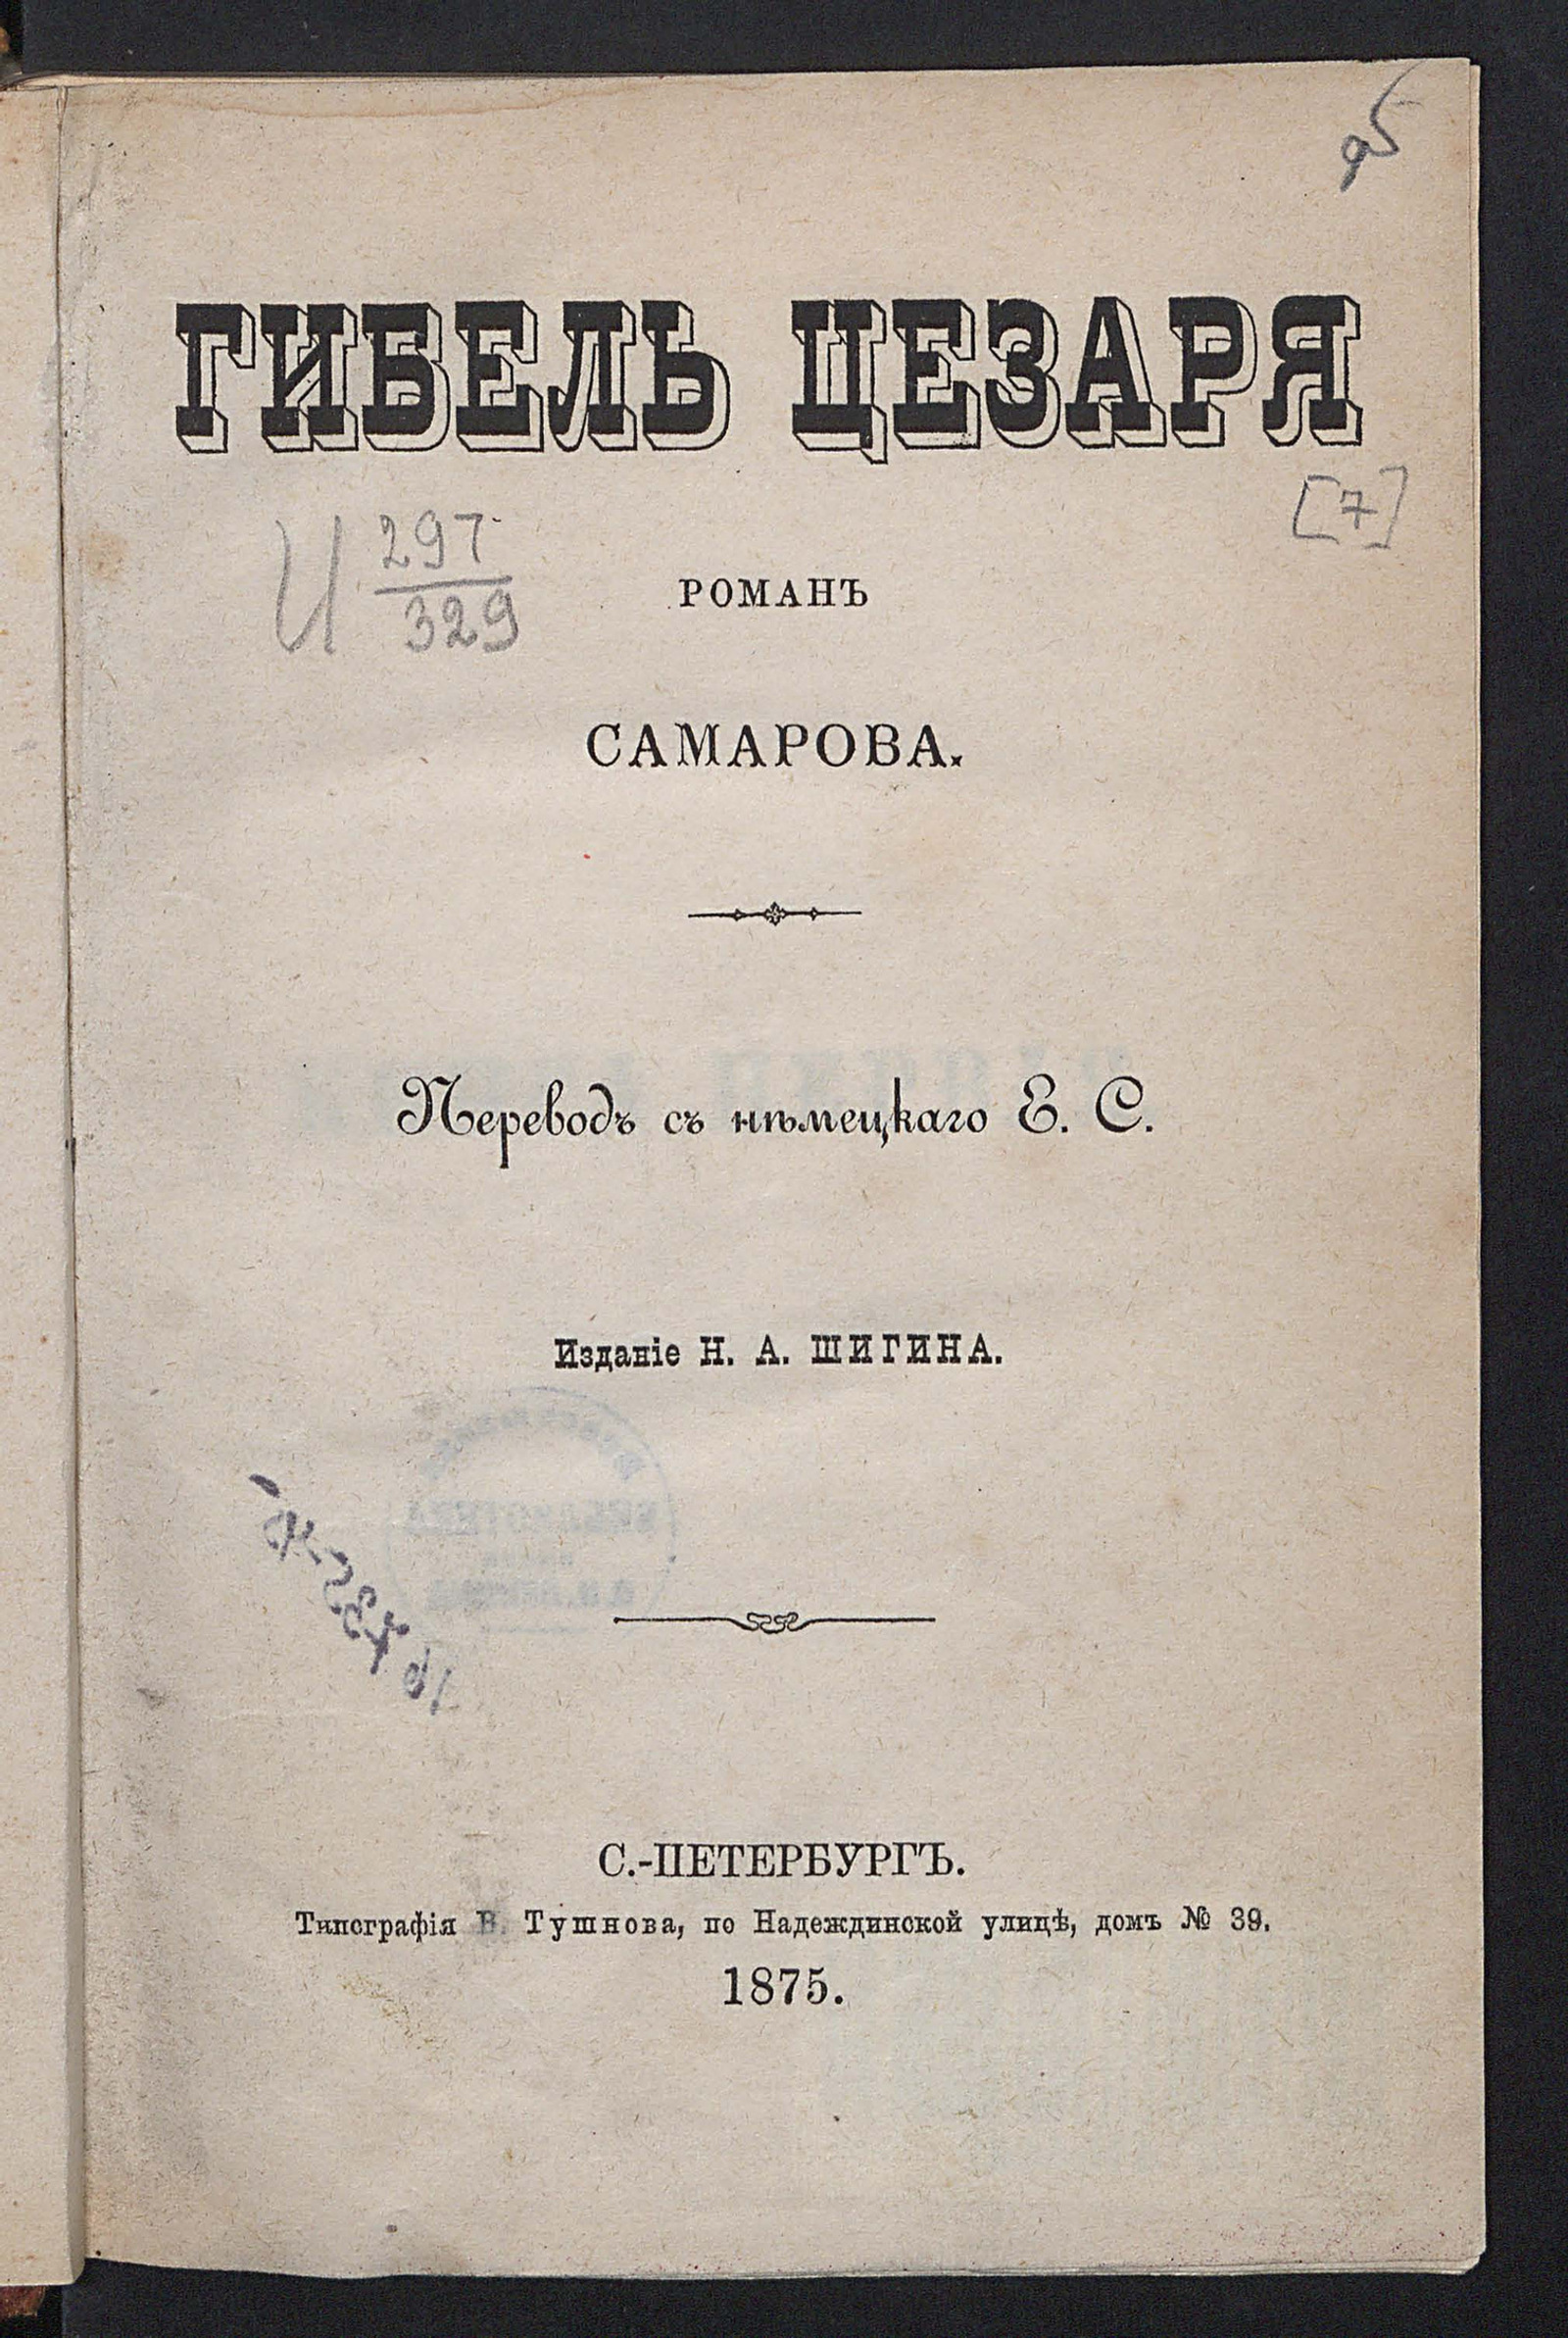 ГИБЕЛЬ ЦЕЗАРЯ
[7]
И 297
329
РОМАНЪ
САМАРОВА.
Переводъ съ нѣмецкаго Е. С.
Изданіе Н. А. ШИГИНА.
С.-ПЕТЕРБУРГЪ.
Типографія В. Тушнова, по Надеждинской улицѣ, домъ № 39.
1875.